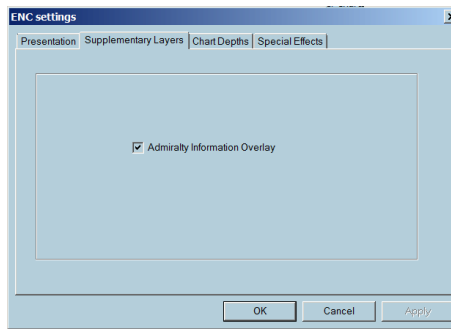 ENC settings
Presentation Supplementary Layers Chart Depths Special Effects
Admiralty Information Overlay
OK Cancel Apply